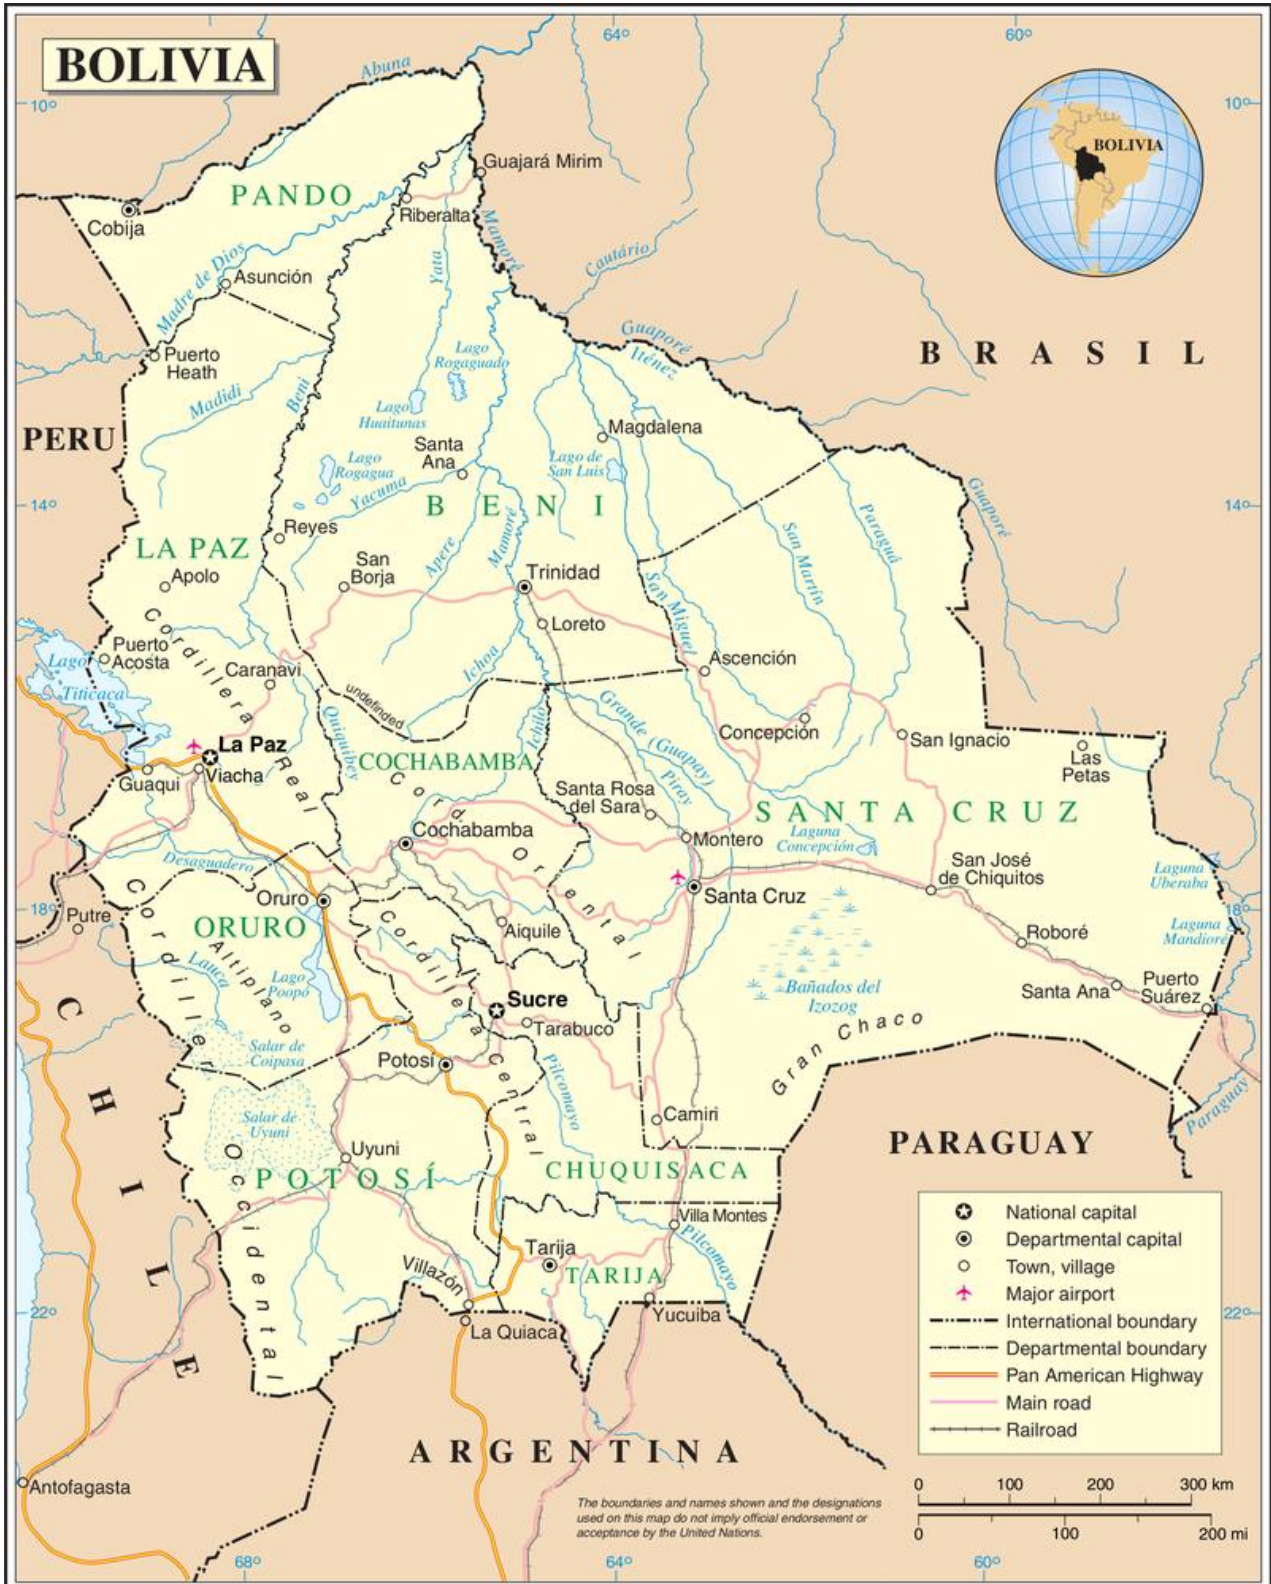 64°
60°
BOLIVIA
Abuna
10°
10°
BOLIVIA
Guajará Mirim
PANDO
Cobija
Riberalta
Mamoré
Yata
Cautário
Madre de Dios
Asunción
Guaporé
Iténez
BRASIL
Puerto
Heath
Lago
Rogaguado
Madidi
Beni
Lago
Huaitunas
PERU
Magdalena
Santa
Ana
Lago
Rogagua
Lago de
San Luis
Yacuma
BENI
14°
14°
Guaporé
Paraguá
San Martín
Reyes
LA PAZ
Apolo
San
Borja
Apere
Mamoré
Trinidad
San Miguel
Loreto
Cordillera Real
Puerto
Acosta
Lago
Titicaca
Caranavi
Ichoa
Ascención
undefinded
Quiquibey
Ichilo
Grande (Guapay)
Piray
Concepción
San Ignacio
Las
Petas
La Paz
Viacha
Guaqui
COCHABAMBA
Cord Oriental
Santa Rosa
del Sara
SANTA CRUZ
Cochabamba
Montero
Laguna
Concepción
Desaguadero
San José
de Chiquitos
Laguna
Uberaba
Cordillera Occidental
Oruro
Santa Cruz
18°
18°
Putre
ORURO
Altiplano
Cordillera Central
Aiquile
Laguna
Mandioré
Roboré
Lauca
Lago
Poopó
Bañados del
Izozog
Santa Ana
Puerto
Suárez
Sucre
Tarabuco
Gran Chaco
CHILE
Salar de
Coipasa
Potosí
Pilcomayo
Salar de
Uyuni
Camiri
Paraguay
PARAGUAY
Uyuni
POTOSÍ
CHUQUISACA
Villa Montes
Pilcomayo
Tarija
TARIJA
Villazón
Yucuiba
La Quiaca
22°
22°
National capital
Departmental capital
Town, village
Major airport
International boundary
Departmental boundary
Pan American Highway
Main road
Railroad
ARGENTINA
Antofagasta
0 100 200 300 km
0 100 200 mi
The boundaries and names shown and the designations
used on this map do not imply official endorsement or
acceptance by the United Nations.
68°
64°
60°